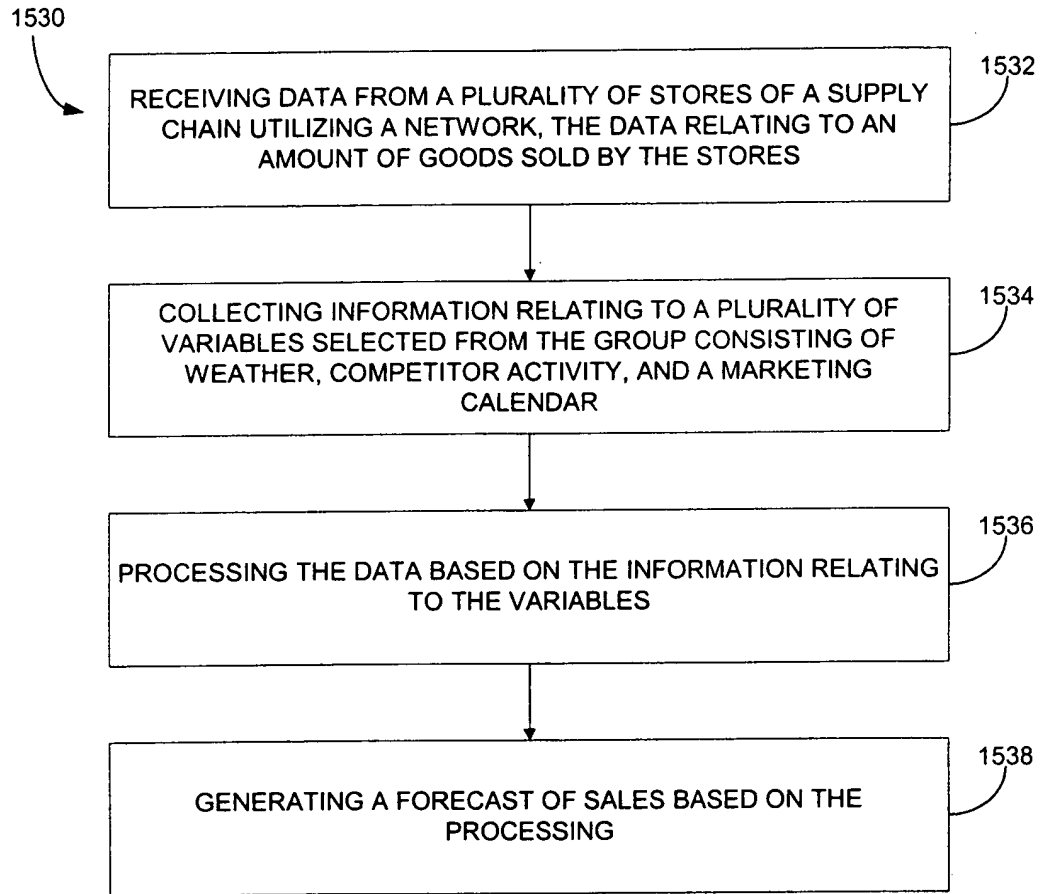 1530
1532
RECEIVING DATA FROM A PLURALITY OF STORES OF A SUPPLY
CHAIN UTILIZING A NETWORK, THE DATA RELATING TO AN
AMOUNT OF GOODS SOLD BY THE STORES
1534
COLLECTING INFORMATION RELATING TO A PLURALITY OF
VARIABLES SELECTED FROM THE GROUP CONSISTING OF
WEATHER, COMPETITOR ACTIVITY, AND A MARKETING
CALENDAR
1536
PROCESSING THE DATA BASED ON THE INFORMATION RELATING
TO THE VARIABLES
1538
GENERATING A FORECAST OF SALES BASED ON THE
PROCESSING